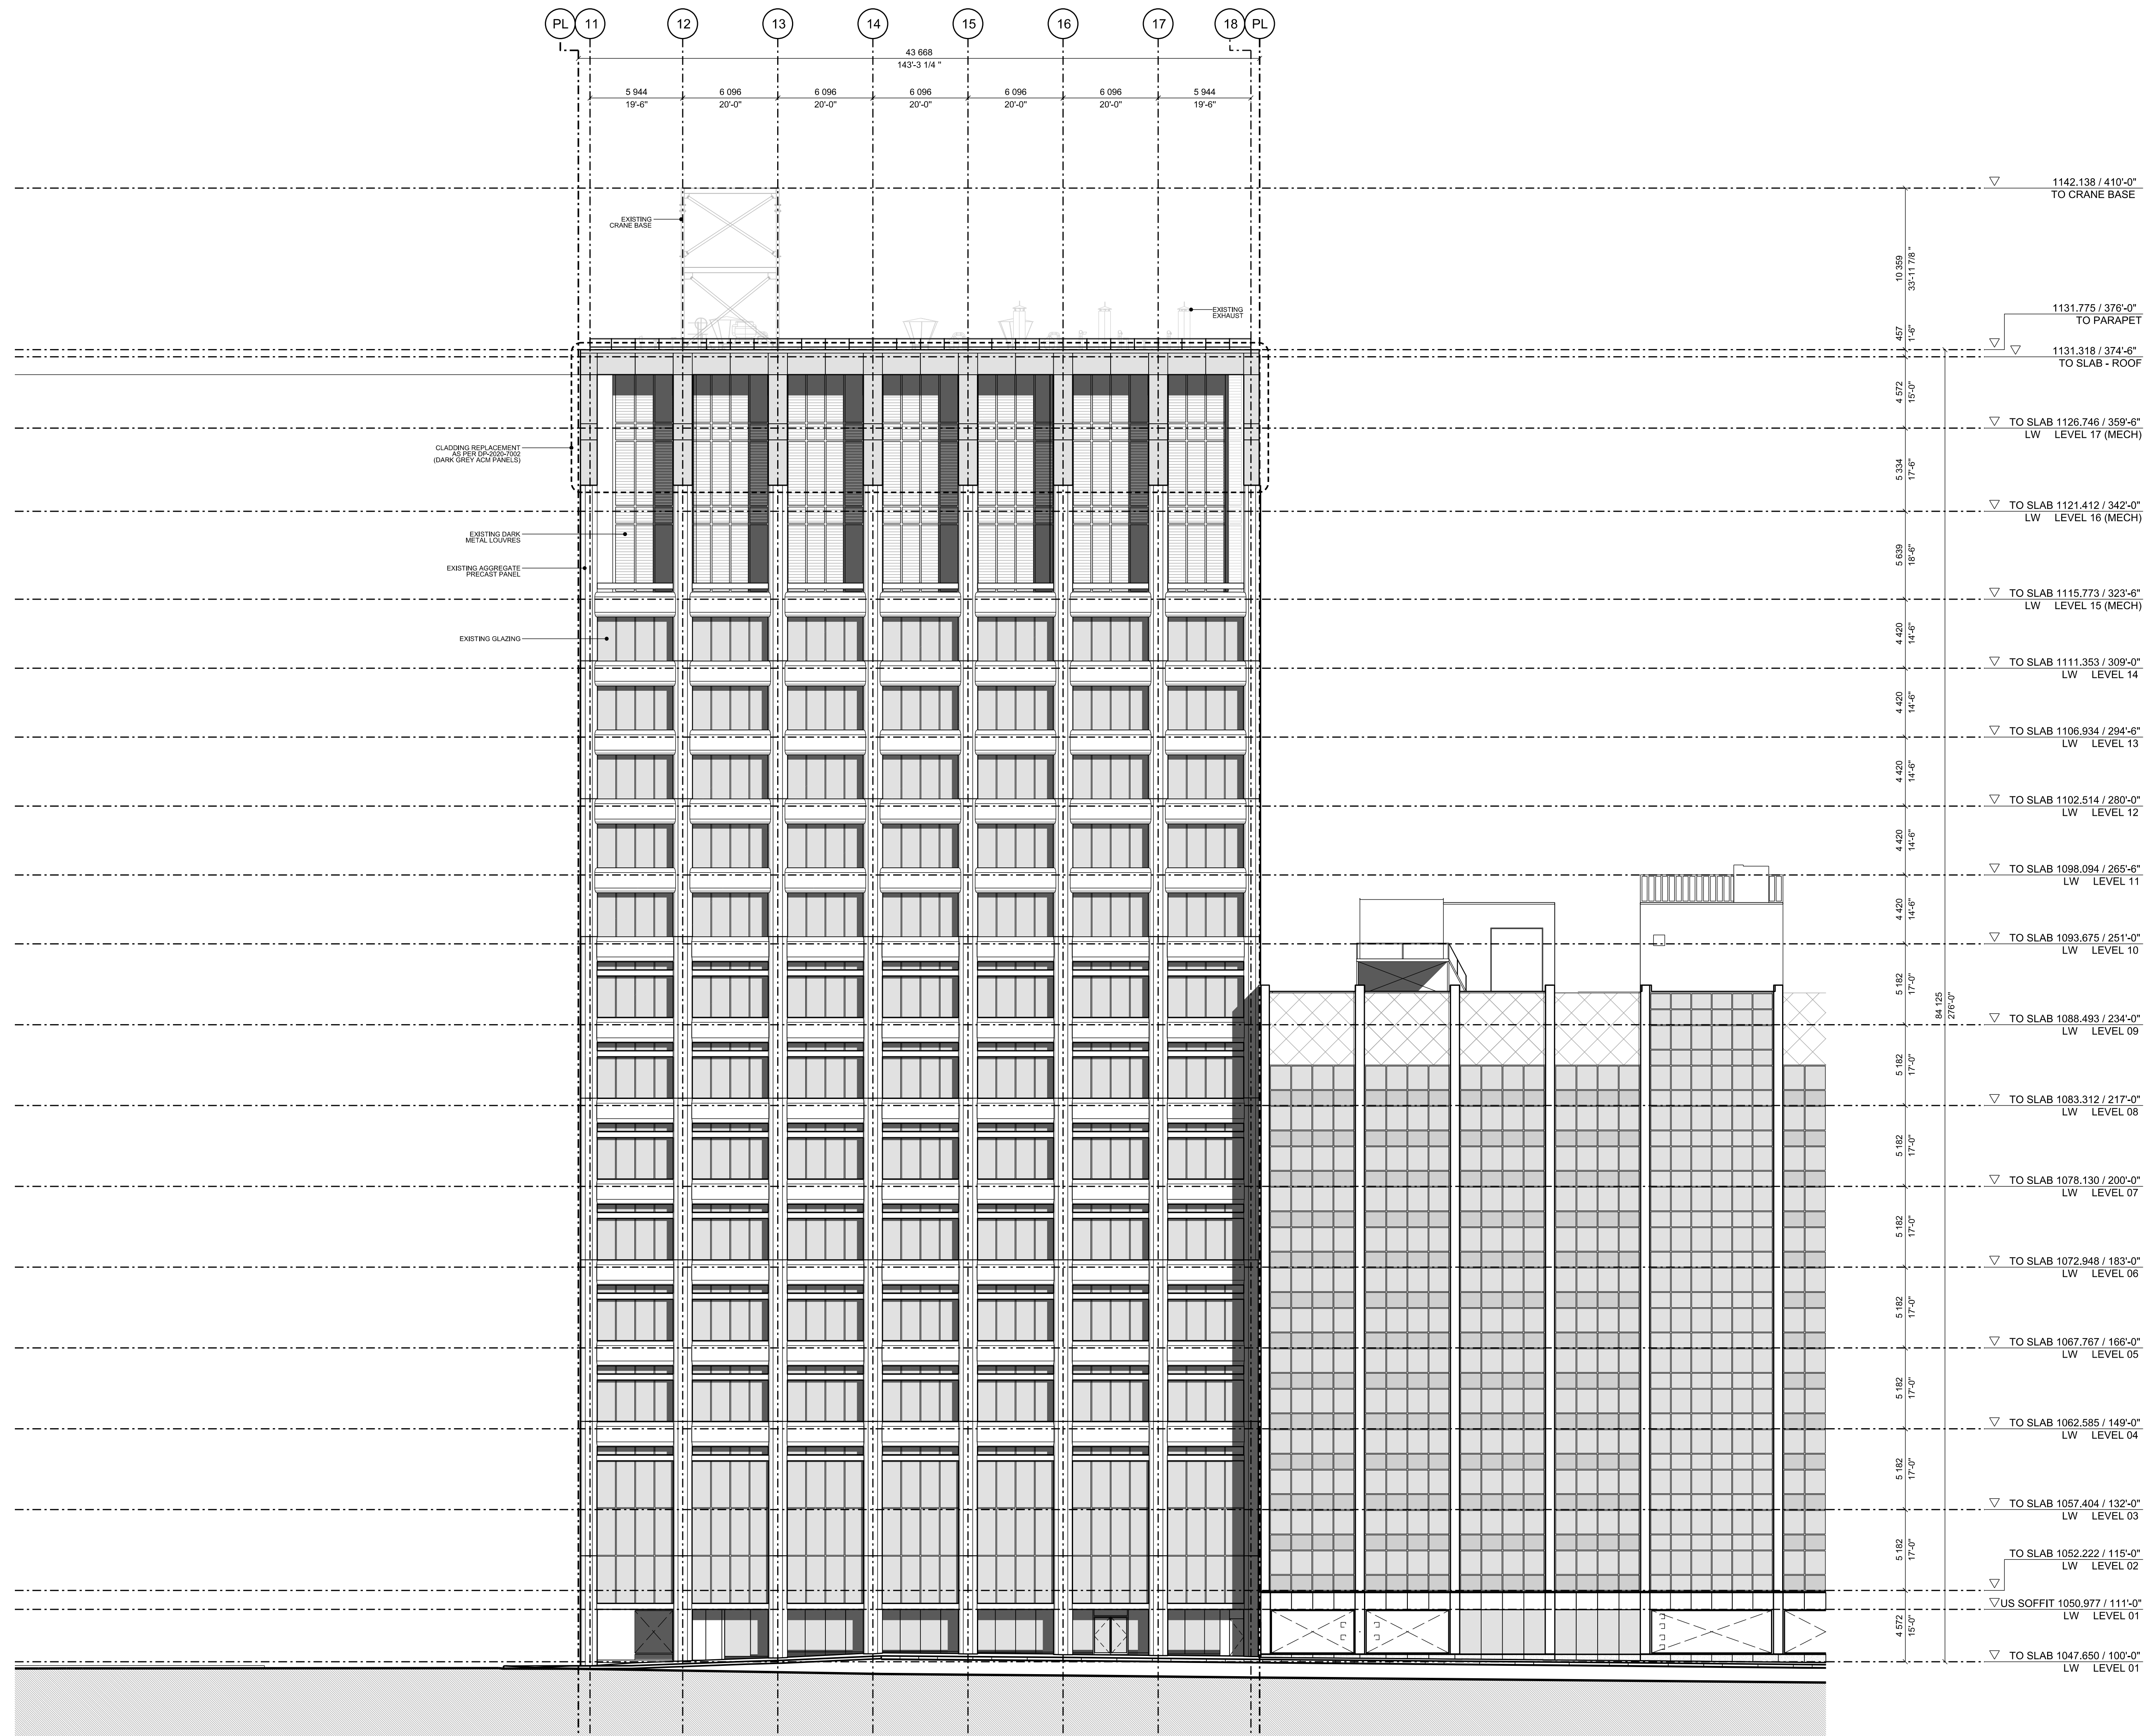 PL 11 12 13 14 15 16 17 18 PL
43 668
143'-3 1/4 "
5 944 6 096 6 096 6 096 6 096 6 096 5 944
19'-6" 20'-0" 20'-0" 20'-0" 20'-0" 20'-0" 19'-6"
1142.138 / 410'-0"
TO CRANE BASE
EXISTING
CRANE BASE
10 359
33'-11 7/8 "
EXISTING
EXHAUST
1131.775 / 376'-0"
TO PARAPET
457
1'-6"
1131.318 / 374'-6"
TO SLAB - ROOF
4 572
15'-0"
TO SLAB 1126.746 / 359'-6"
LW LEVEL 17 (MECH)
CLADDING REPLACEMENT
AS PER DP-2020-7002
(DARK GREY ACM PANELS)
5 334
17'-6"
TO SLAB 1121.412 / 342'-0"
LW LEVEL 16 (MECH)
EXISTING DARK
METAL LOUVRES
5 639
18'-6"
EXISTING AGGREGATE
PRECAST PANEL
TO SLAB 1115.773 / 323'-6"
LW LEVEL 15 (MECH)
EXISTING GLAZING
4 420
14'-6"
TO SLAB 1111.353 / 309'-0"
LW LEVEL 14
4 420
14'-6"
TO SLAB 1106.934 / 294'-6"
LW LEVEL 13
4 420
14'-6"
TO SLAB 1102.514 / 280'-0"
LW LEVEL 12
4 420
14'-6"
TO SLAB 1098.094 / 265'-6"
LW LEVEL 11
4 420
14'-6"
TO SLAB 1093.675 / 251'-0"
LW LEVEL 10
5 182
17'-0"
84 125
276'-0"
TO SLAB 1088.493 / 234'-0"
LW LEVEL 09
5 182
17'-0"
TO SLAB 1083.312 / 217'-0"
LW LEVEL 08
5 182
17'-0"
TO SLAB 1078.130 / 200'-0"
LW LEVEL 07
5 182
17'-0"
TO SLAB 1072.948 / 183'-0"
LW LEVEL 06
5 182
17'-0"
TO SLAB 1067.767 / 166'-0"
LW LEVEL 05
5 182
17'-0"
TO SLAB 1062.585 / 149'-0"
LW LEVEL 04
5 182
17'-0"
TO SLAB 1057.404 / 132'-0"
LW LEVEL 03
5 182
17'-0"
TO SLAB 1052.222 / 115'-0"
LW LEVEL 02
US SOFFIT 1050.977 / 111'-0"
LW LEVEL 01
4 572
15'-0"
TO SLAB 1047.650 / 100'-0"
LW LEVEL 01